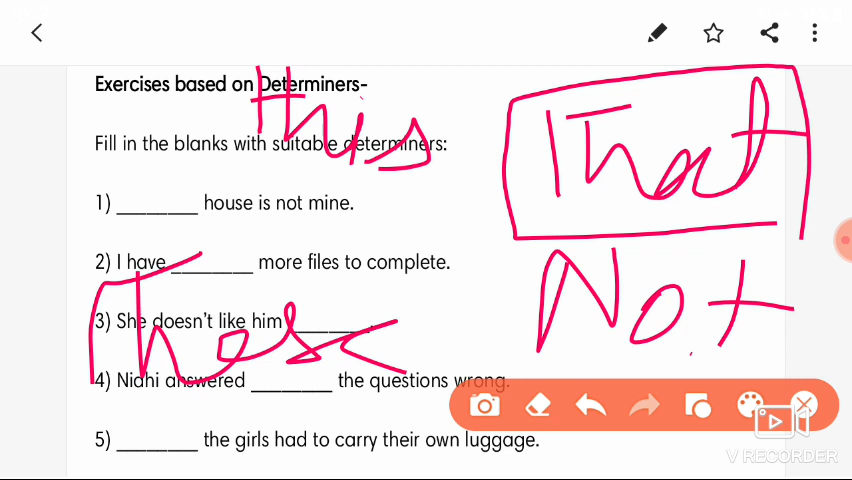 Exercises based on Determiners-
this
That
Fill in the blanks with suitable determiners:
1) ________ house is not mine.
Not
2) I have ________ more files to complete.
These
3) She doesn't like him ________.
4) Nidhi answered ________ the questions wrong.
5) ________ the girls had to carry their own luggage.
V RECORDER